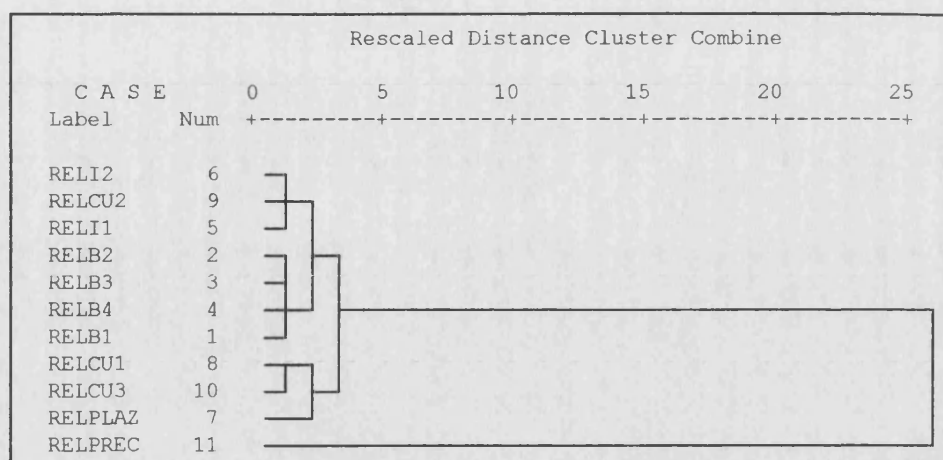 Rescaled Distance Cluster Combine
C A S E 0 5 10 15 20 25
Label Num +---------+---------+---------+---------+---------+
RELI2 6
RELCU2 9
RELI1 5
RELB2 2
RELB3 3
RELB4 4
RELB1 1
RELCU1 8
RELCU3 10
RELPLAZ 7
RELPREC 11